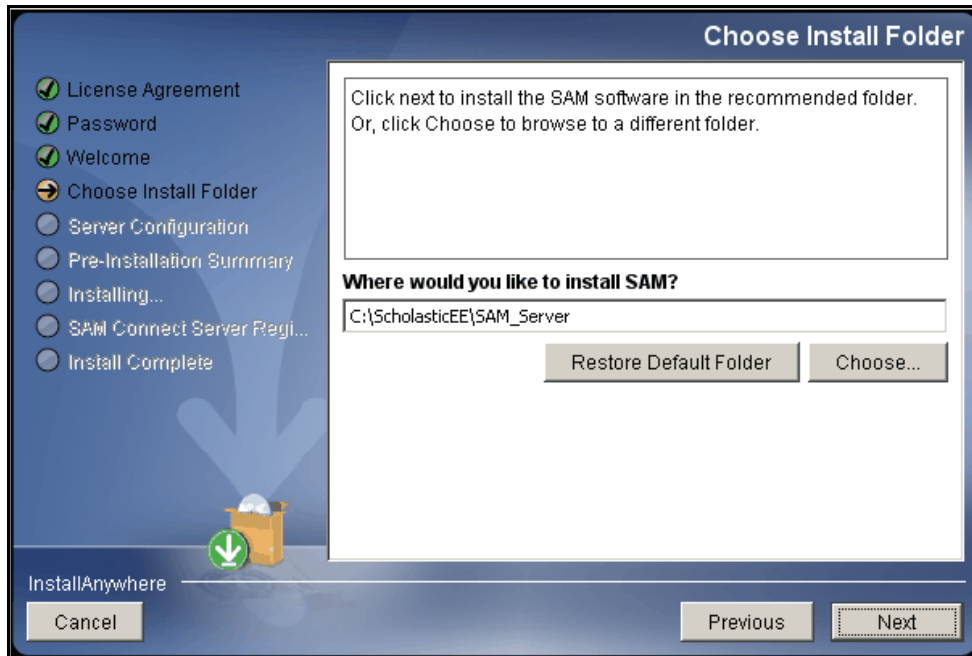 Choose Install Folder
License Agreement
Password
Welcome
Choose Install Folder
Server Configuration
Pre-Installation Summary
Installing...
SAM Connect Server Regi...
Install Complete
Click next to install the SAM software in the recommended folder.
Or, click Choose to browse to a different folder.
Where would you like to install SAM?
C:\ScholasticEE\SAM_Server
Restore Default Folder
Choose...
InstallAnywhere
Cancel
Previous
Next